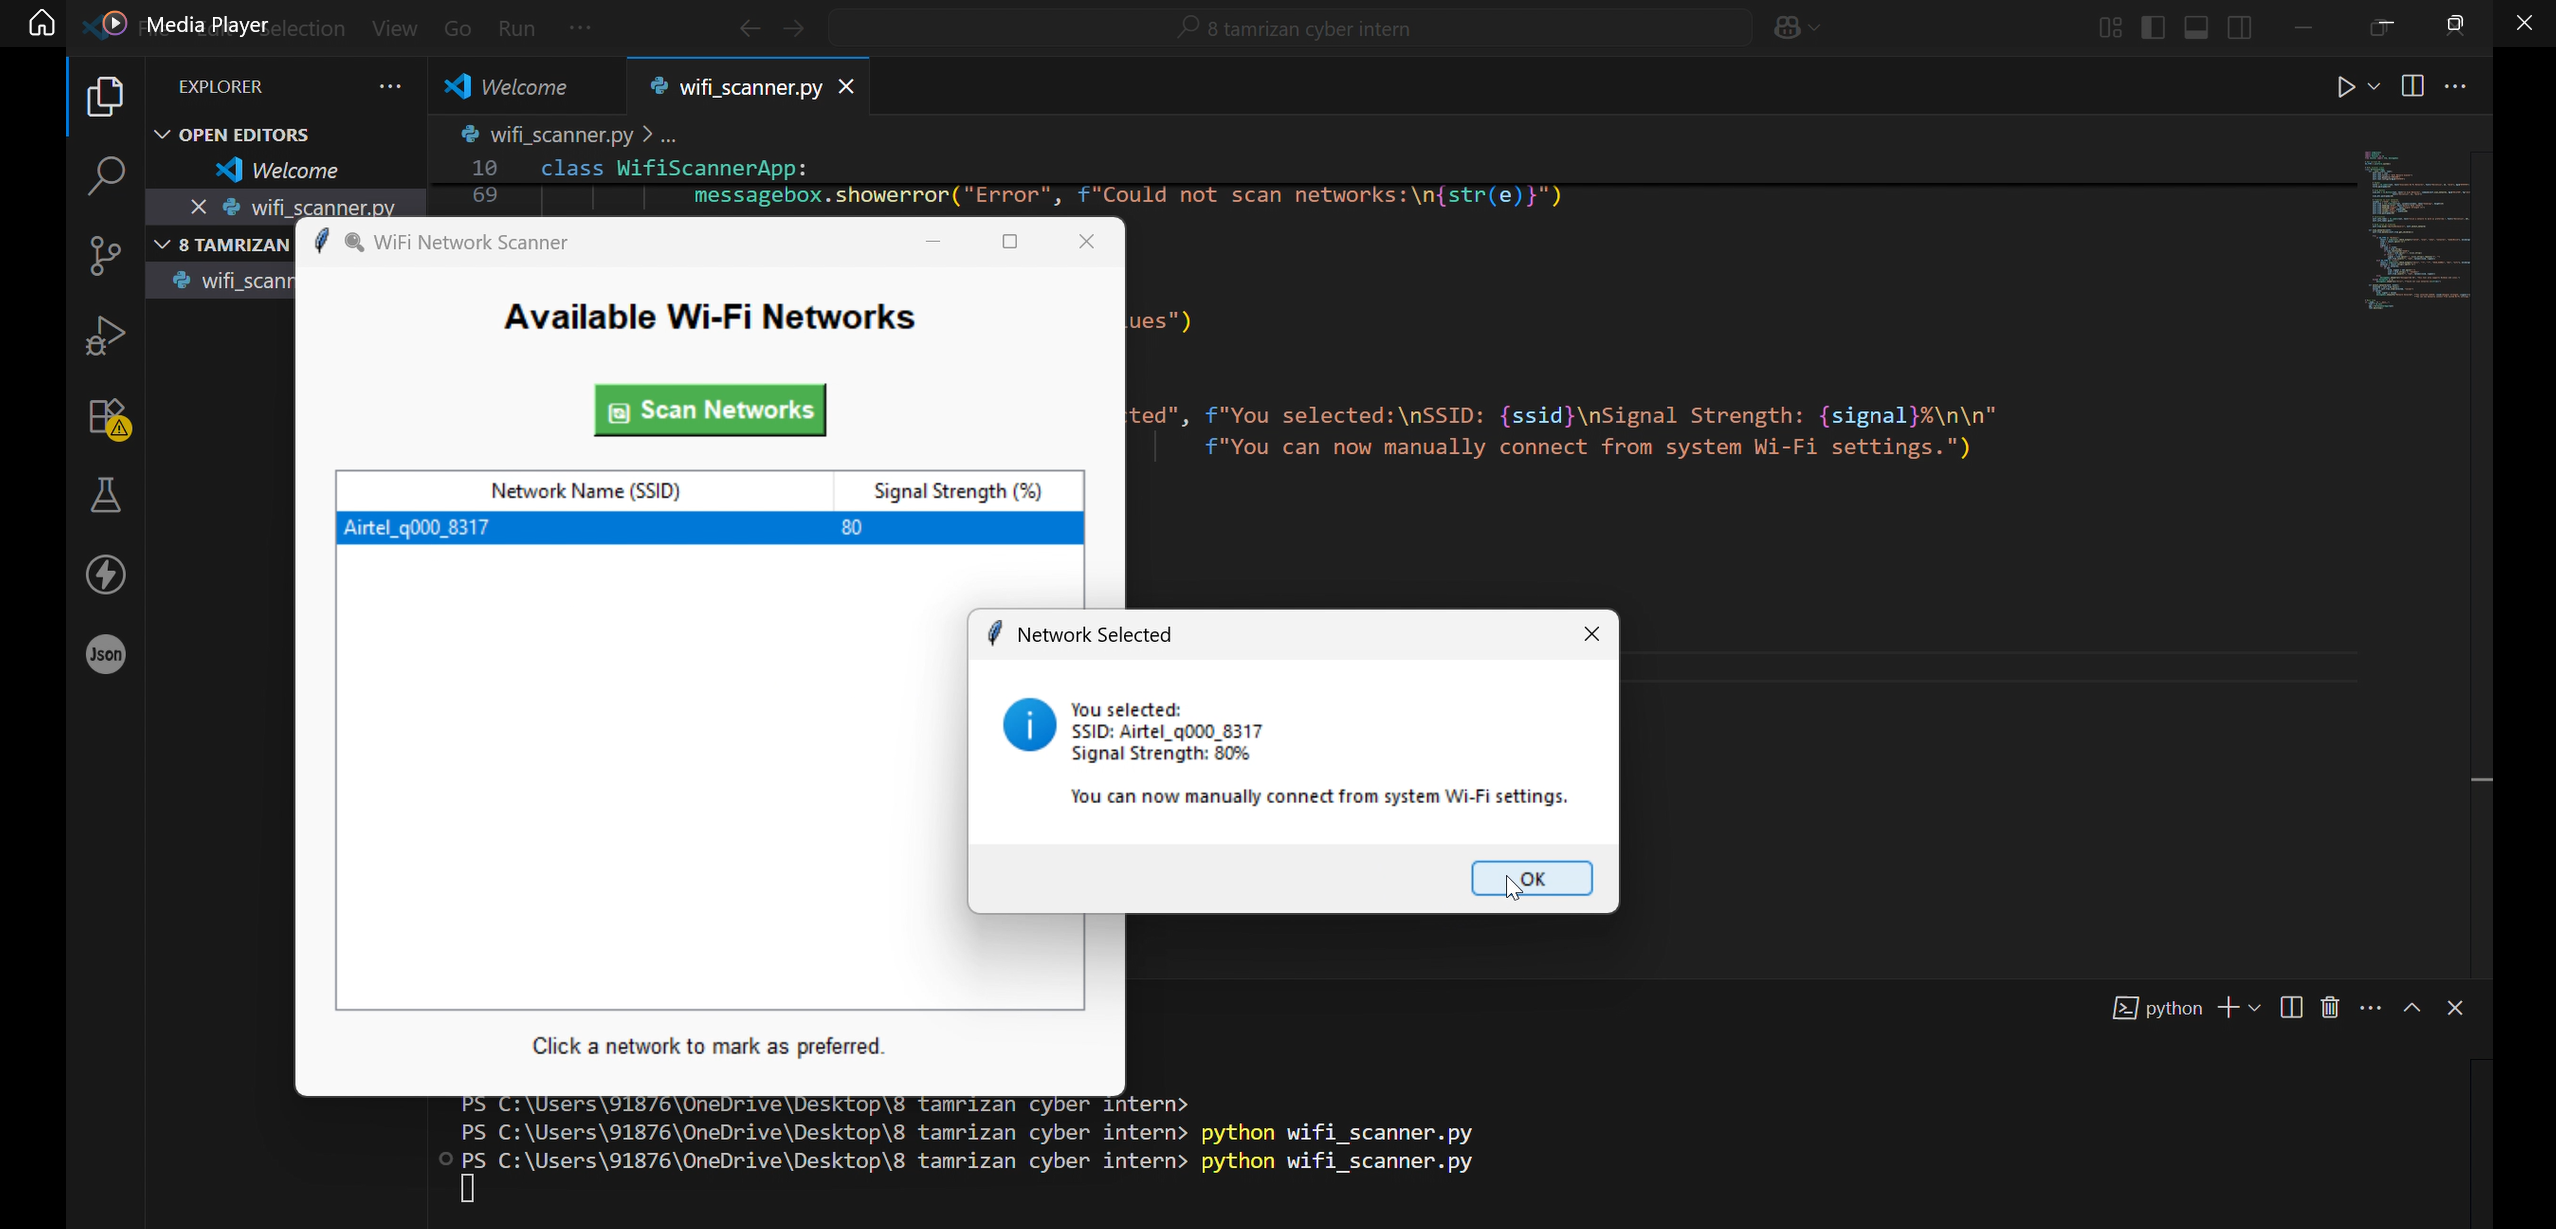 Media Player
Selection View Go Run ...
8 tamrizan cyber intern
EXPLORER
Welcome
wifi_scanner.py
OPEN EDITORS
Welcome
wifi_scanner.py
8 TAMRIZAN
wifi_scann
wifi_scanner.py > ...
10 class WifiScannerApp:
69 messagebox.showerror("Error", f"Could not scan networks:\n{str(e)}")
ues")
ted", f"You selected:\nSSID: {ssid}\nSignal Strength: {signal}%\n\n"
f"You can now manually connect from system Wi-Fi settings.")
WiFi Network Scanner
Available Wi-Fi Networks
Scan Networks
Network Name (SSID) Signal Strength (%)
Airtel_q000_8317 80
Click a network to mark as preferred.
Network Selected
You selected:
SSID: Airtel_q000_8317
Signal Strength: 80%
You can now manually connect from system Wi-Fi settings.
OK
Json
python
PS C:\Users\91876\OneDrive\Desktop\8 tamrizan cyber intern>
PS C:\Users\91876\OneDrive\Desktop\8 tamrizan cyber intern> python wifi_scanner.py
PS C:\Users\91876\OneDrive\Desktop\8 tamrizan cyber intern> python wifi_scanner.py